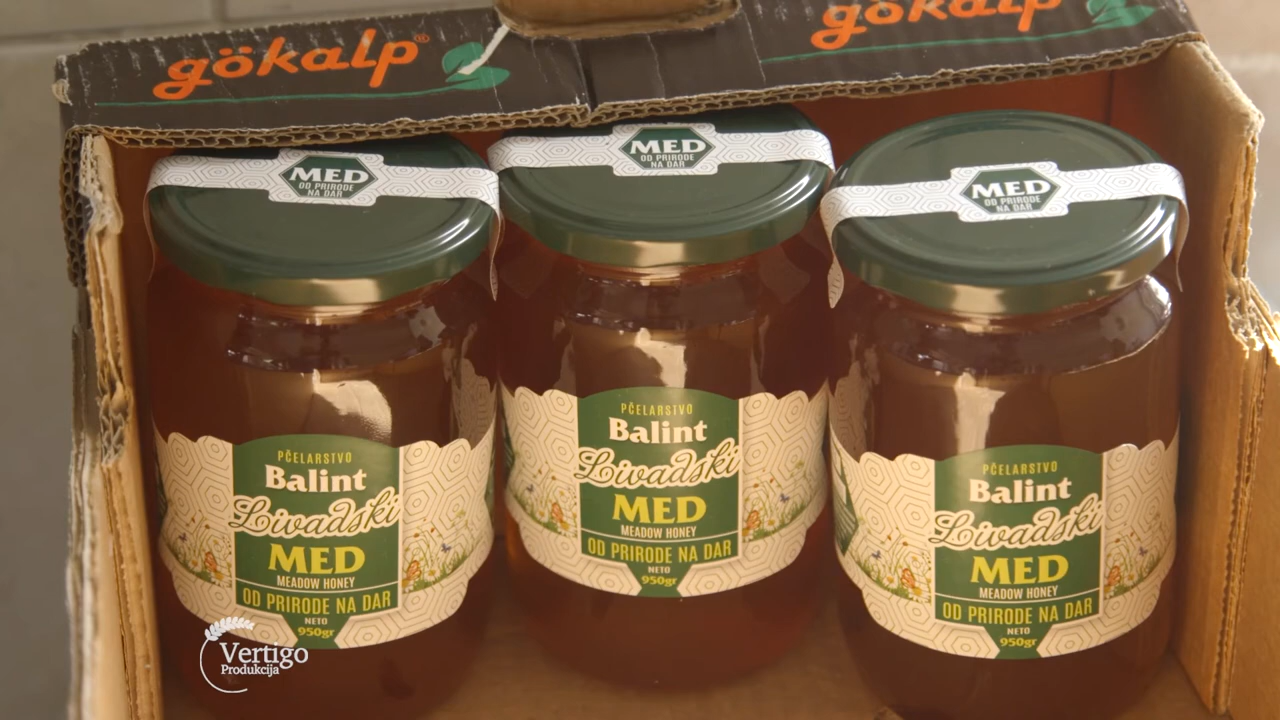 gökalp®
gökalp
MED
OD PRIRODE
NA DAR
MED
OD PRIRODE
NA DAR
MED
OD PRIRODE
NA DAR
PČELARSTVO
Balint
Livadski
MED
MEADOW HONEY
OD PRIRODE NA DAR
NETO
950gr
PČELARSTVO
Balint
Livadski
MED
MEADOW HONEY
OD PRIRODE NA DAR
NETO
950gr
PČELARSTVO
Balint
Livadski
MED
MEADOW HONEY
OD PRIRODE NA DAR
NETO
950gr
Vertigo
Produkcija